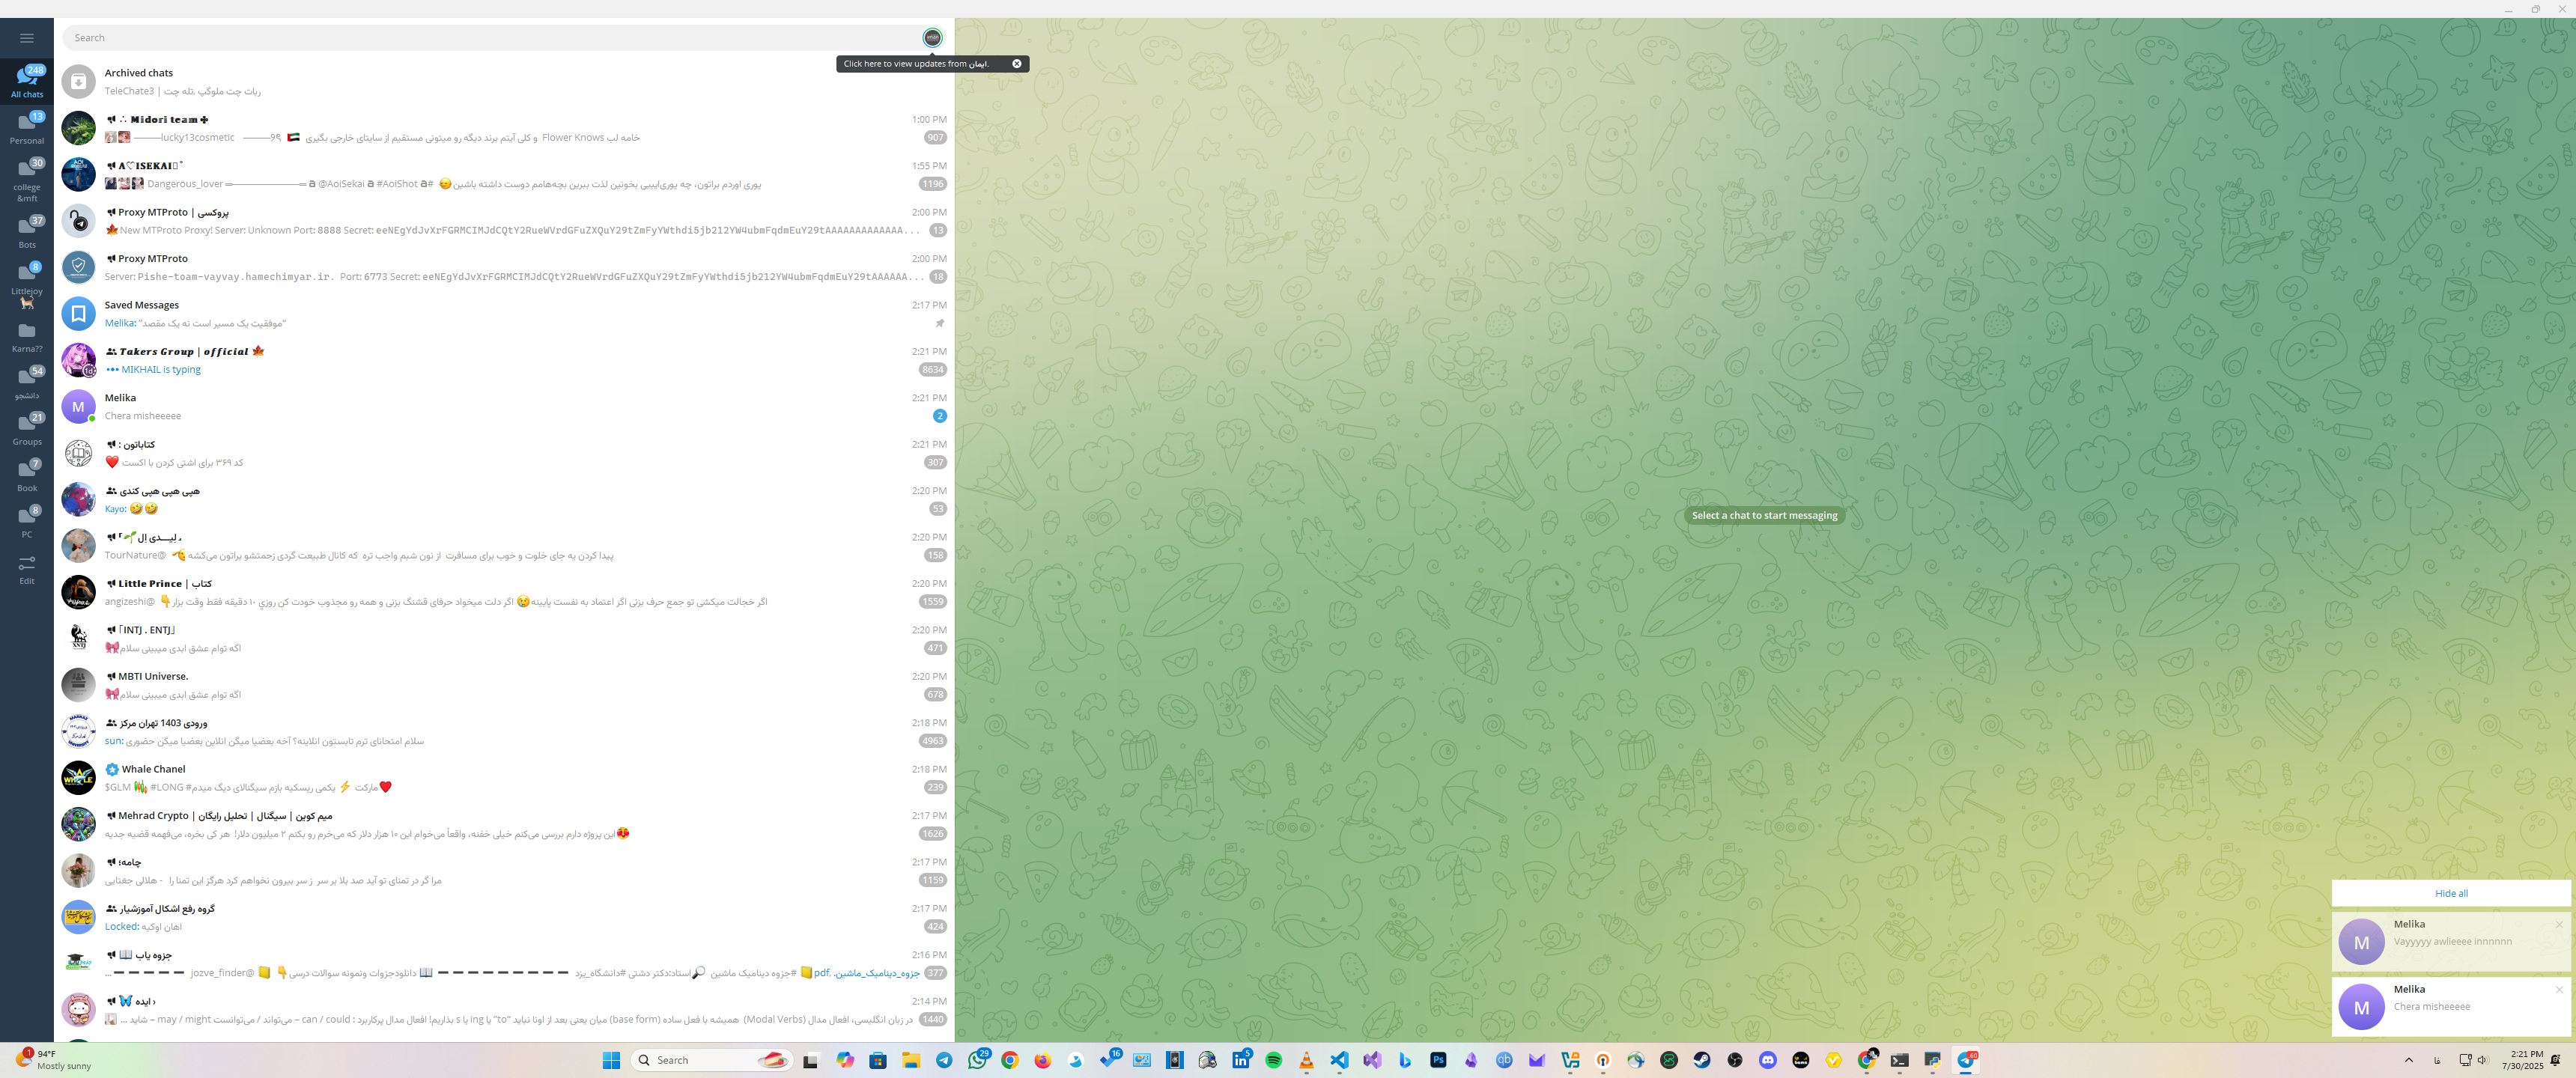 Search
Click here to view updates from ایمان.
248
All chats
13
Personal
30
college
&mft
37
Bots
8
Littlejoy
Karna??
54
دانشجو
21
Groups
7
Book
8
PC
Edit
Archived chats
TeleChate3 | ربات چت ملوگپ .تله چت
∴ Midori team ✤
1:00 PM
lucky13cosmetic ———୨୧ 🇦🇪 و کلی آیتم برند دیگه رو میتونی مستقیم از سایتای خارجی بگیری Flower Knows خامه لب
907
Λ♡ISEKAI
1:55 PM
Dangerous_lover a @AoiSekai a #AoiShot a# 😏یوری اوردم براتون، چه یوری‌ایییی بخونین لذت ببرین بچه‌هامم دوست داشته باشین
1196
Proxy MTProto | پروکسی
2:00 PM
🍁New MTProto Proxy! Server: Unknown Port: 8888 Secret: eeNEgYdJvXrFGRMCIMJdCQtY2RueWVrdGFuZXQuY29tZmFyYWthdi5jb212YW4ubmFqdmEuY29tAAAAAAAAAAAAA...
13
Proxy MTProto
2:00 PM
Server: Pishe-toam-vayvay.hamechimyar.ir. Port: 6773 Secret: eeNEgYdJvXrFGRMCIMJdCQtY2RueWVrdGFuZXQuY29tZmFyYWthdi5jb212YW4ubmFqdmEuY29tAAAAAA...
18
Saved Messages
2:17 PM
Melika: "موفقیت یک مسیر است نه یک مقصد"
Takers Group | official 🍁
2:21 PM
1d
••• MIKHAIL is typing
8634
M
Melika
2:21 PM
Chera misheeeee
2
کتاباتون :
2:21 PM
❤️ کد ۳۶۹ برای اشتی کردن با اکست
307
هپی هپی هپی کندی
2:20 PM
Kayo: 🤣🤣
53
لِیـــدی اِل🌱
2:20 PM
پیدا کردن یه جای خلوت و خوب برای مسافرت از نون شبم واجب تره که کانال طبیعت گردی زحمتشو براتون می‌کشه @TourNature
158
Little Prince | کتاب
2:20 PM
اگر خجالت میکشی تو جمع حرف بزنی اگر اعتماد به نفست پایینه😢 اگر دلت میخواد حرفای قشنگ بزنی و همه رو مجذوب خودت کن روزی ۱۰ دقیقه فقط وقت بزار👇 @angizeshi
1559
「INTJ . ENTJ」
2:20 PM
اگه توام عشق ابدی میبینی سلام🎀
471
MBTI Universe.
2:20 PM
اگه توام عشق ابدی میبینی سلام🎀
678
ورودی 1403 تهران مرکز
2:18 PM
sun: سلام امتحانای ترم تابستون انلاینه؟ آخه بعضیا میگن انلاین بعضیا میگن حضوری
4963
Whale Chanel
2:18 PM
$GLM #LONG #مارکت ⚡ یکمی ریسکیه بازم سیگنالای دیگ میدم❤️
239
Mehrad Crypto | میم کوین | سیگنال | تحلیل رایگان
2:17 PM
این پروژه دارم بررسی می‌کنم خیلی خفنه، واقعاً می‌خوام این ۱۰ هزار دلار که می‌خرم رو بکنم ۲ میلیون دلار! هر کی بخره، می‌فهمه قضیه جدیه😍
1626
چامه؛
2:17 PM
مرا گر در تمنای تو آید صد بلا بر سر ز سر بیرون نخواهم کرد هرگز این تمنا را - هلالی جغتایی
1159
گروه رفع اشکال آموزشیار
2:17 PM
Locked: اهان اوکیه
424
جزوه یاب 📖
2:16 PM
جزوه_دینامیک_ماشین.. pdf.📒 #جزوه دینامیک ماشین 🔎استاد:دکتر دشتی #دانشگاه_یزد 📖 دانلودجزوات ونمونه سوالات درسی👇 📒 @jozve_finder ...
377
ایده 🦋
2:14 PM
در زبان انگلیسی، افعال مدال (Modal Verbs) همیشه با فعل ساده (base form) میان یعنی بعد از اونا نباید "to" یا ing یا s بذاریم! افعال مدال پرکاربرد : can / could – می‌تواند / می‌توانست may / might – شاید ...
1440
Select a chat to start messaging
Hide all
M
Melika
Vayyyyy awlieeee innnnnn
M
Melika
Chera misheeeee
1
94°F
Mostly sunny
Search
29
16
5
60
فا
2:21 PM
7/30/2025